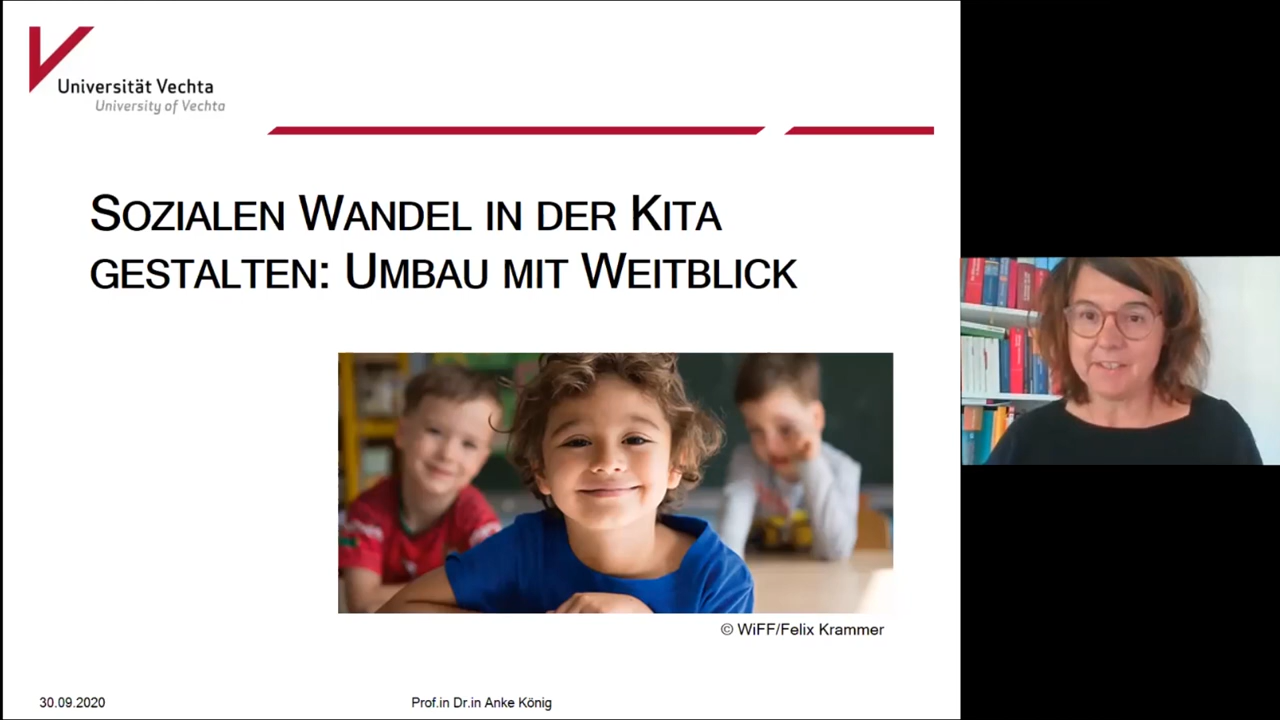 Universität Vechta
University of Vechta
SOZIALEN WANDEL IN DER KITA
GESTALTEN: UMBAU MIT WEITBLICK
© WiFF/Felix Krammer
30.09.2020
Prof.in Dr.in Anke König